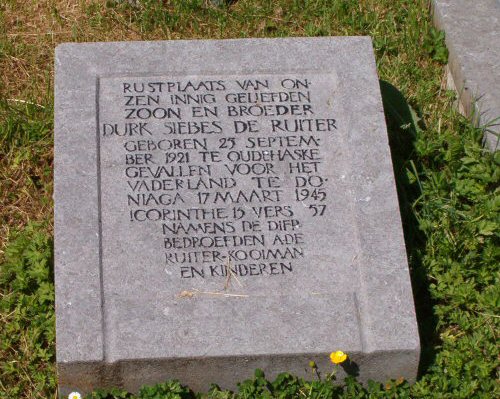 RUSTPLAATS VAN ON-
ZEN INNIG GELIEFDEN
ZOON EN BROEDER
DURK SIEBES DE RUITER
GEBOREN 25 SEPTEM-
BER 1921 TE OUDEHASKE
GEVALLEN VOOR HET
VADERLAND TE DO-
NIAGA 17 MAART 1945
1CORINTHE 15 VERS 57
NAMENS DE DIEP
BEDROEFDEN A.DE
RUITER-KOOIMAN
EN KINDEREN